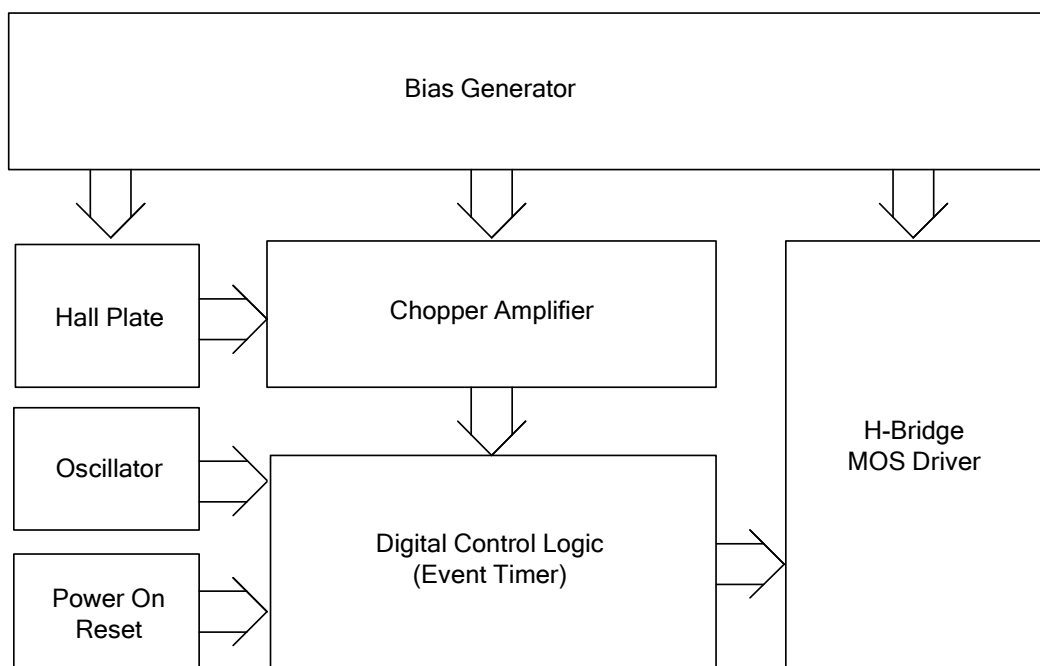 Bias Generator
Hall Plate
Chopper Amplifier
H-Bridge
MOS Driver
Oscillator
Digital Control Logic
(Event Timer)
Power On
Reset